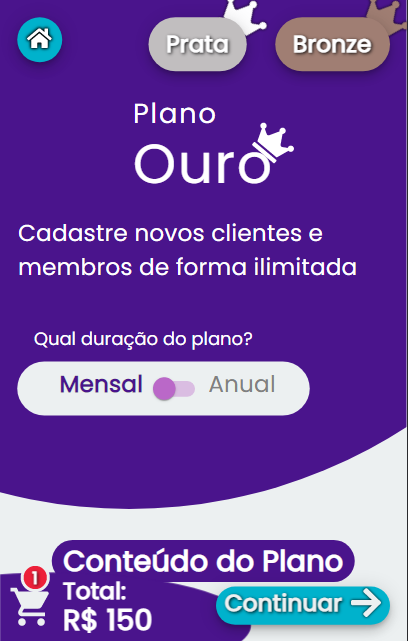 Prata
Bronze
Plano
Ouro
Cadastre novos clientes e
membros de forma ilimitada
Qual duração do plano?
Mensal
Anual
Conteúdo do Plano
1
Total:
R$ 150
Continuar